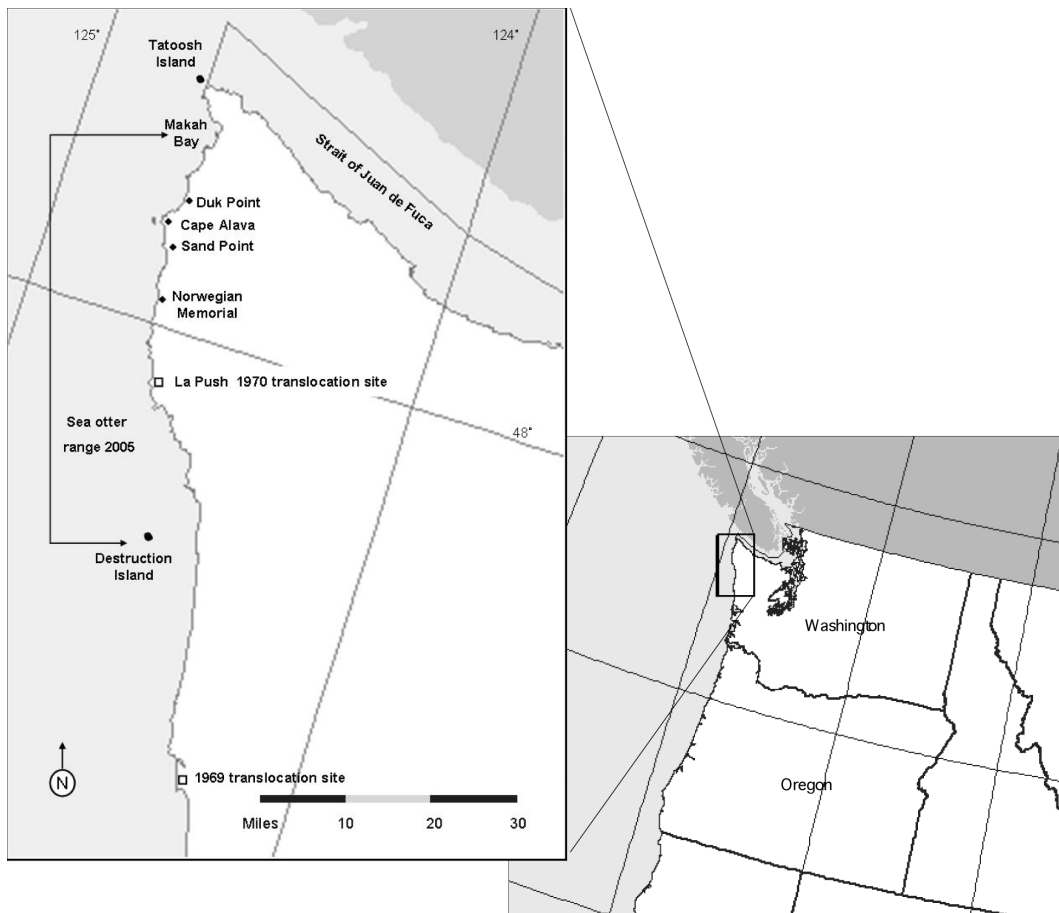 125°
124°
Tatoosh
Island
Makah
Bay
Strait of Juan de Fuca
Duk Point
Cape Alava
Sand Point
Norwegian
Memorial
La Push 1970 translocation site
48°
Sea otter
range 2005
Destruction
Island
N
1969 translocation site
Miles 10 20 30
Washington
Oregon